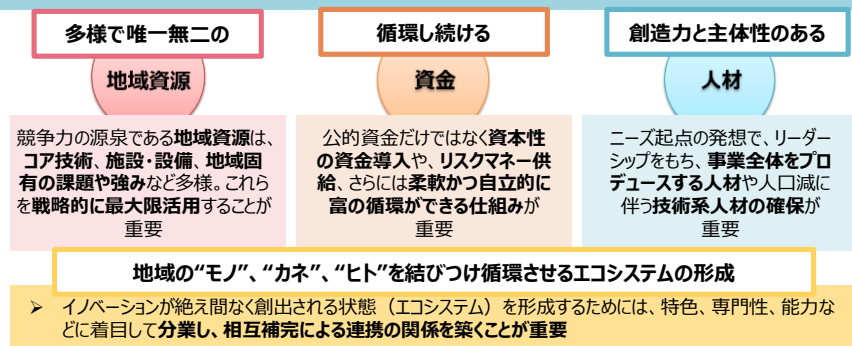 多様で唯一無二の
地域資源
競争力の源泉である地域資源は、
コア技術、施設・設備、地域固
有の課題や強みなど多様。これら
を戦略的に最大限活用することが
重要
循環し続ける
資金
公的資金だけではなく資本性
の資金導入や、リスクマネー供
給、さらには柔軟かつ自立的に
富の循環ができる仕組みが
重要
創造力と主体性のある
人材
ニーズ起点の発想で、リーダー
シップをもち、事業全体をプロ
デュースする人材や人口減に
伴う技術系人材の確保が
重要
地域の“モノ”、“カネ”、“ヒト”を結びつけ循環させるエコシステムの形成
➢ イノベーションが絶え間なく創出される状態（エコシステム）を形成するためには、特色、専門性、能力な
どに着目して分業し、相互補完による連携の関係を築くことが重要